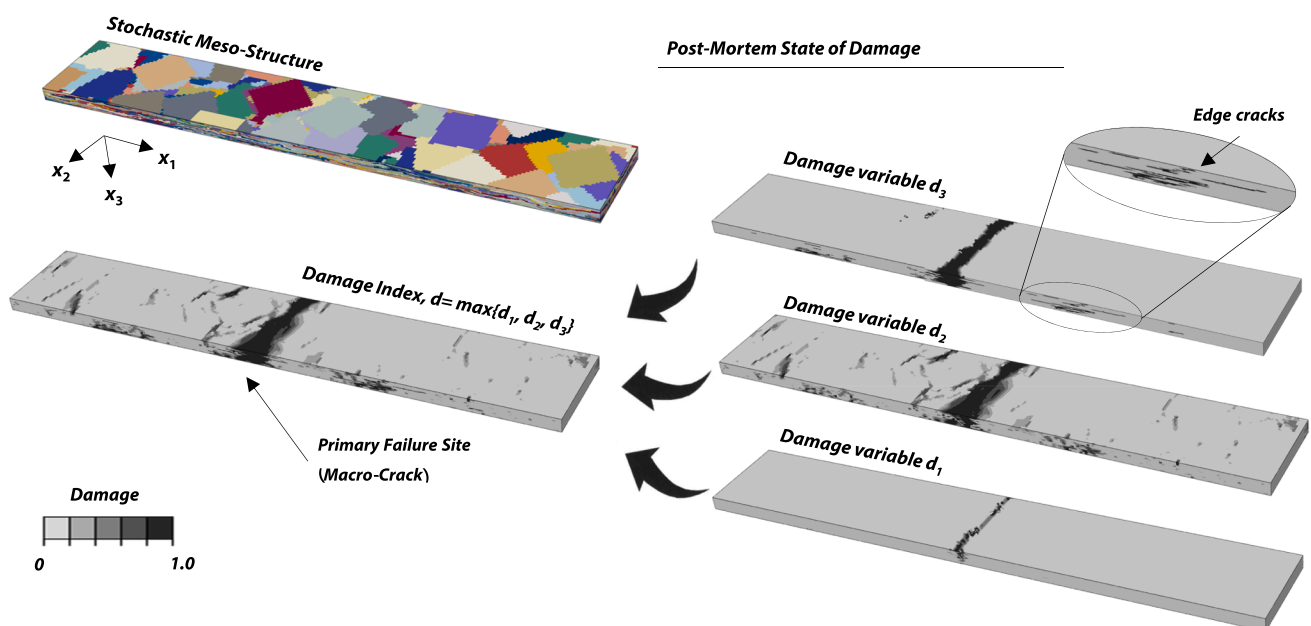 Stochastic Meso-Structure
Post-Mortem State of Damage
x₁
x₂
x₃
Edge cracks
Damage variable d₃
Damage Index, d= max{d₁, d₂, d₃}
Damage variable d₂
Damage variable d₁
Primary Failure Site
(Macro-Crack)
Damage
0
1.0